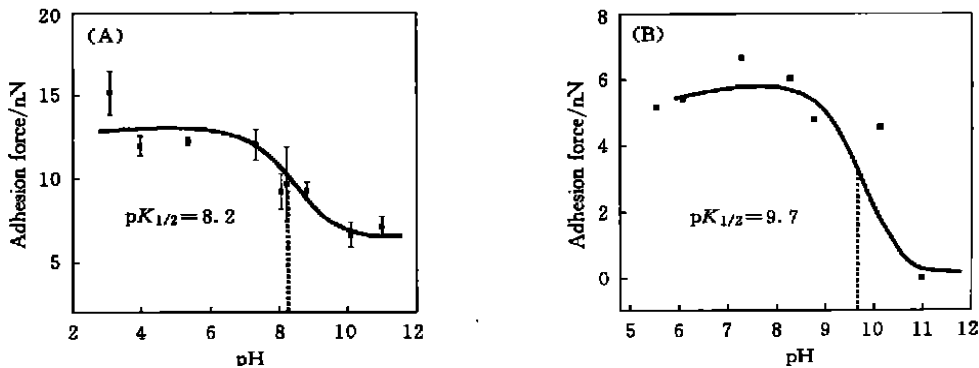 (A)
Adhesion force/nN
20
15
10
5
pK1/2=8.2
2 4 6 8 10 12
pH
(B)
Adhesion force/nN
8
6
4
2
0
pK1/2=9.7
5 6 7 8 9 10 11 12
pH